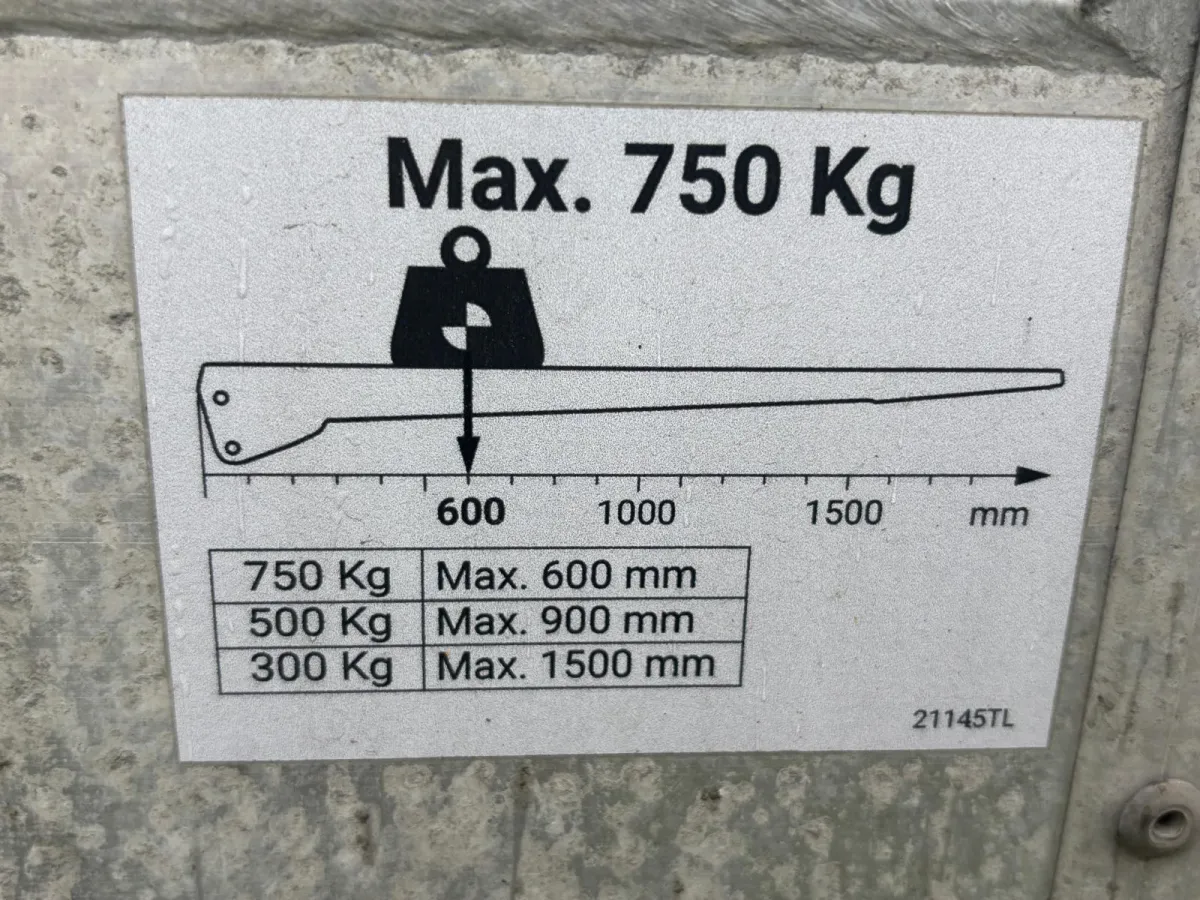 Max. 750 Kg
600 1000 1500 mm
750 Kg Max. 600 mm
500 Kg Max. 900 mm
300 Kg Max. 1500 mm
21145TL